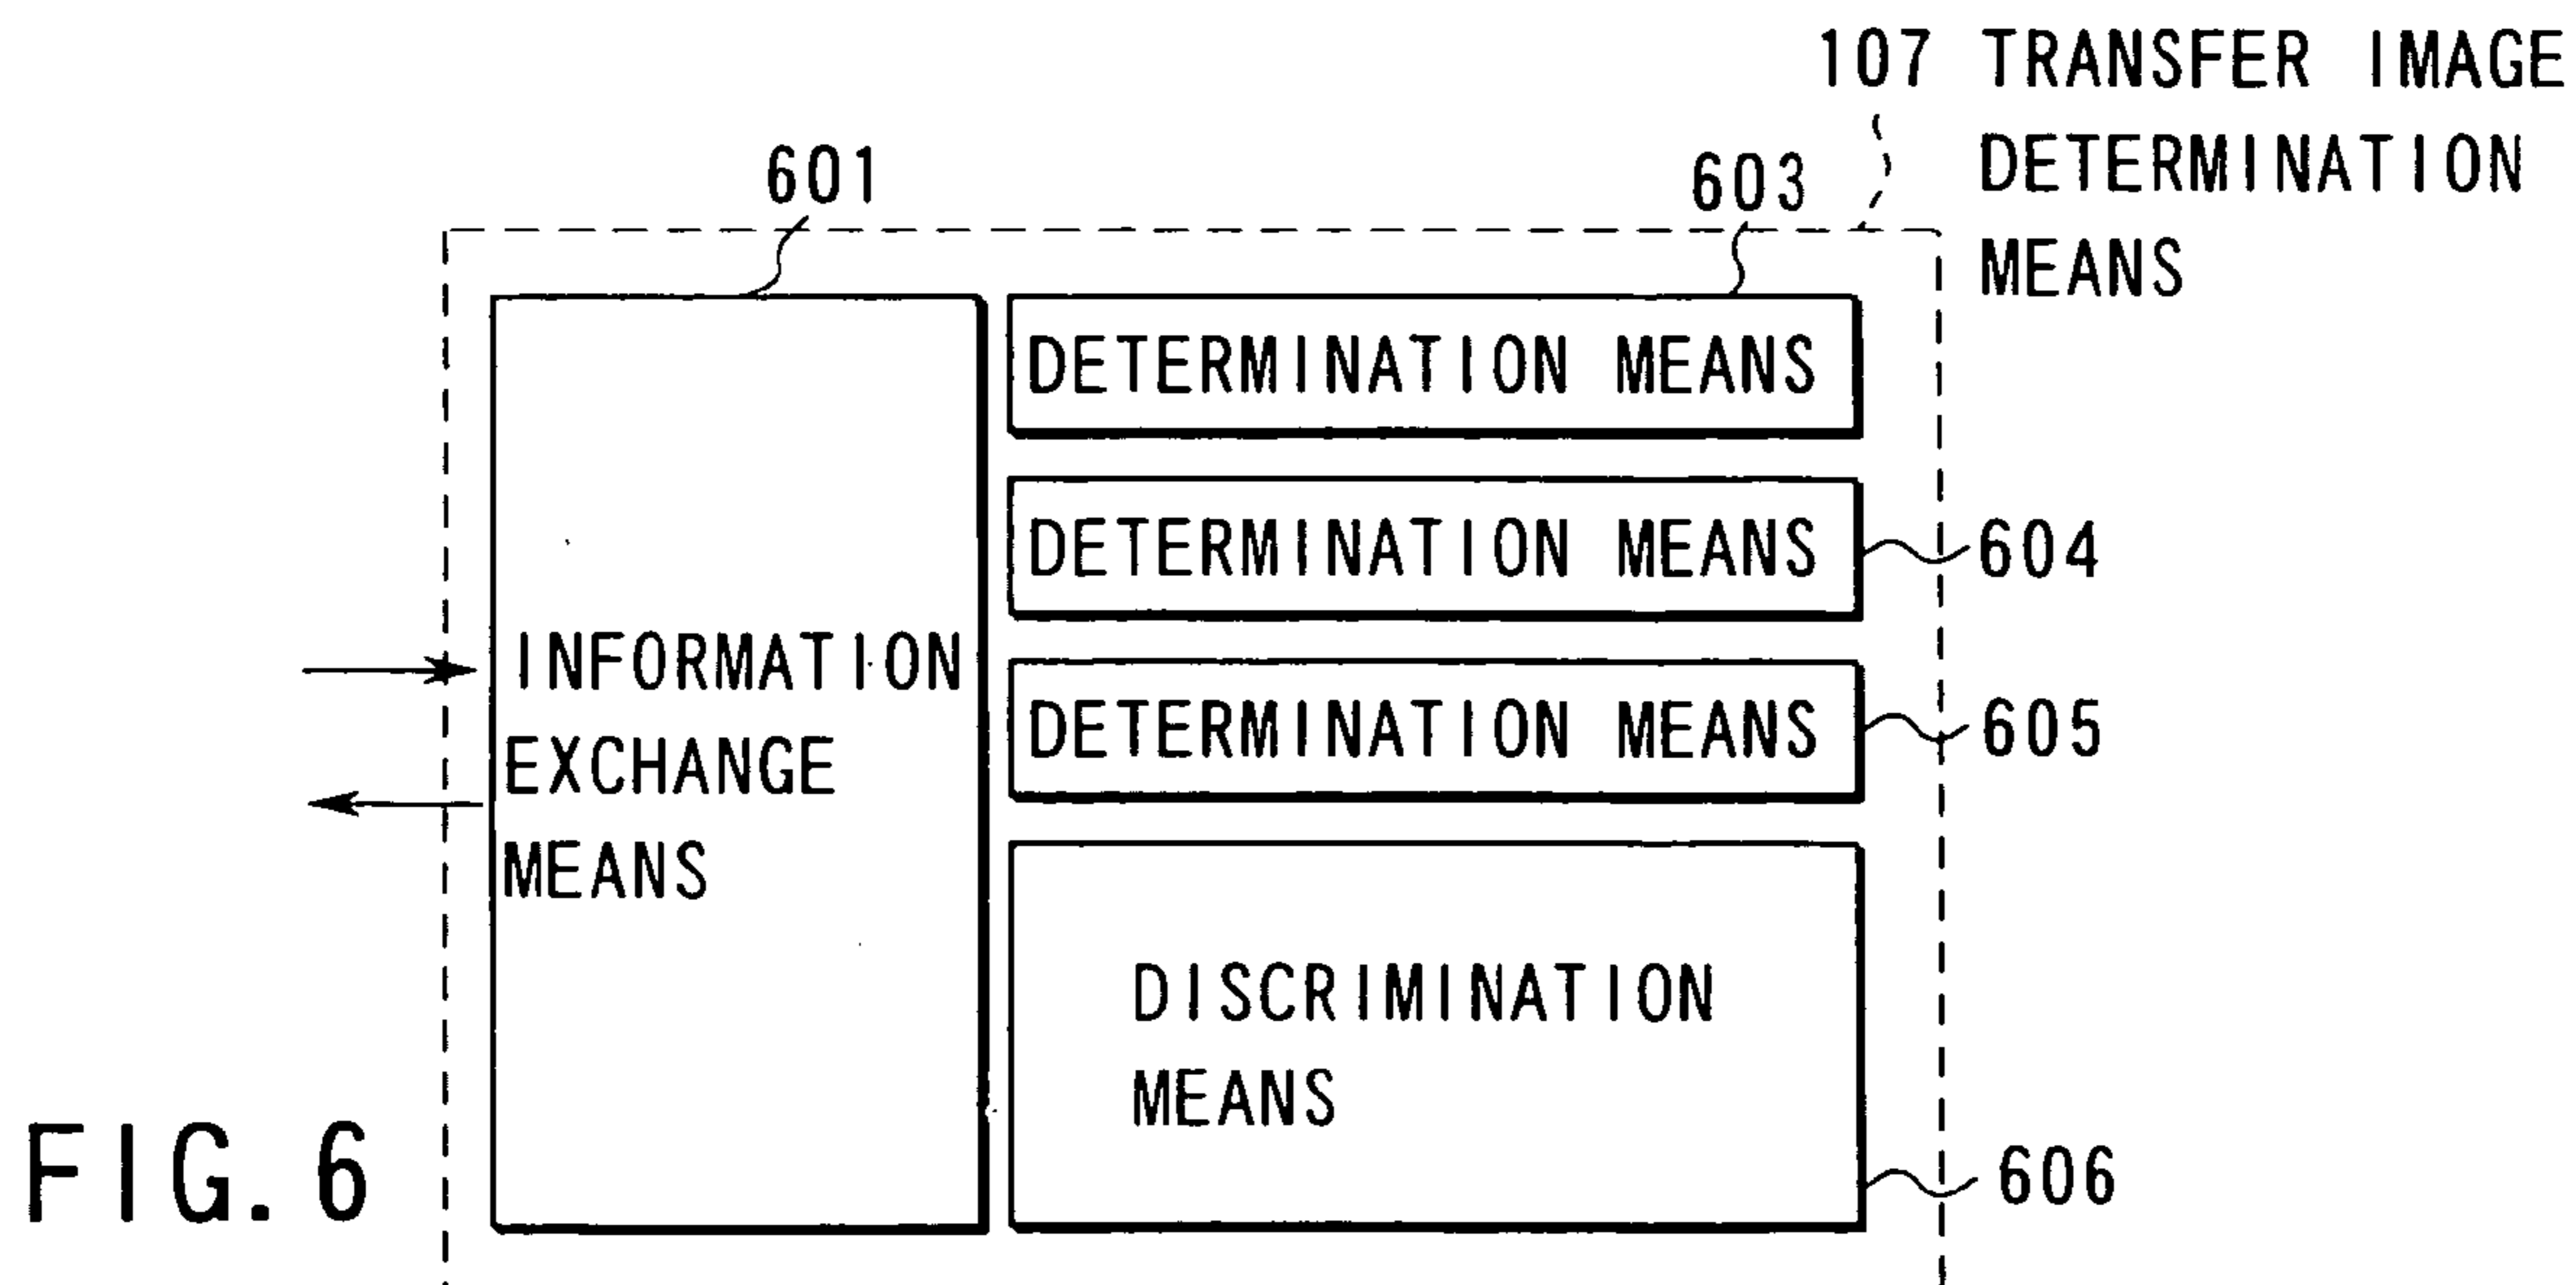 107 TRANSFER IMAGE
DETERMINATION
MEANS
601
603
DETERMINATION MEANS
DETERMINATION MEANS
604
INFORMATION
EXCHANGE
MEANS
DETERMINATION MEANS
605
DISCRIMINATION
MEANS
606
FIG. 6